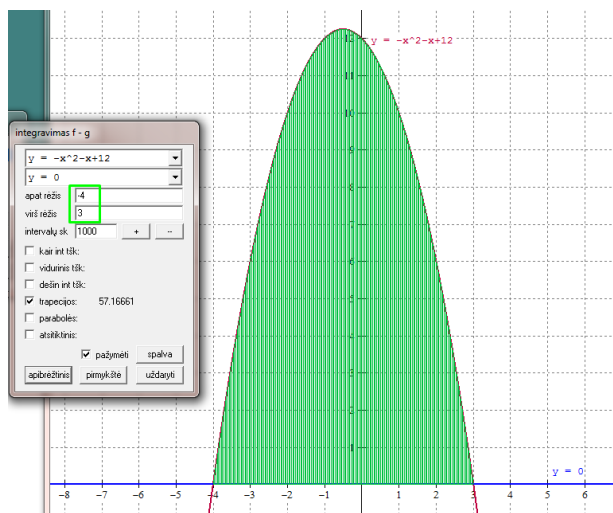 integravimas f - g
y = -x^2-x+12
y = 0
apat rėžis -4
virš rėžis 3
intervalų sk 1000 + -
kair int tšk:
vidurinis tšk:
dešin int tšk:
trapecijos: 57.16661
parabolės:
atsitiktinis:
pažymėti spalva
apibrėžtinis pirmykštė uždaryti
y = -x^2-x+12
12
11
10
9
8
7
6
5
4
3
2
1
y = 0
-8 -7 -6 -5 -4 -3 -2 -1 1 2 3 4 5 6